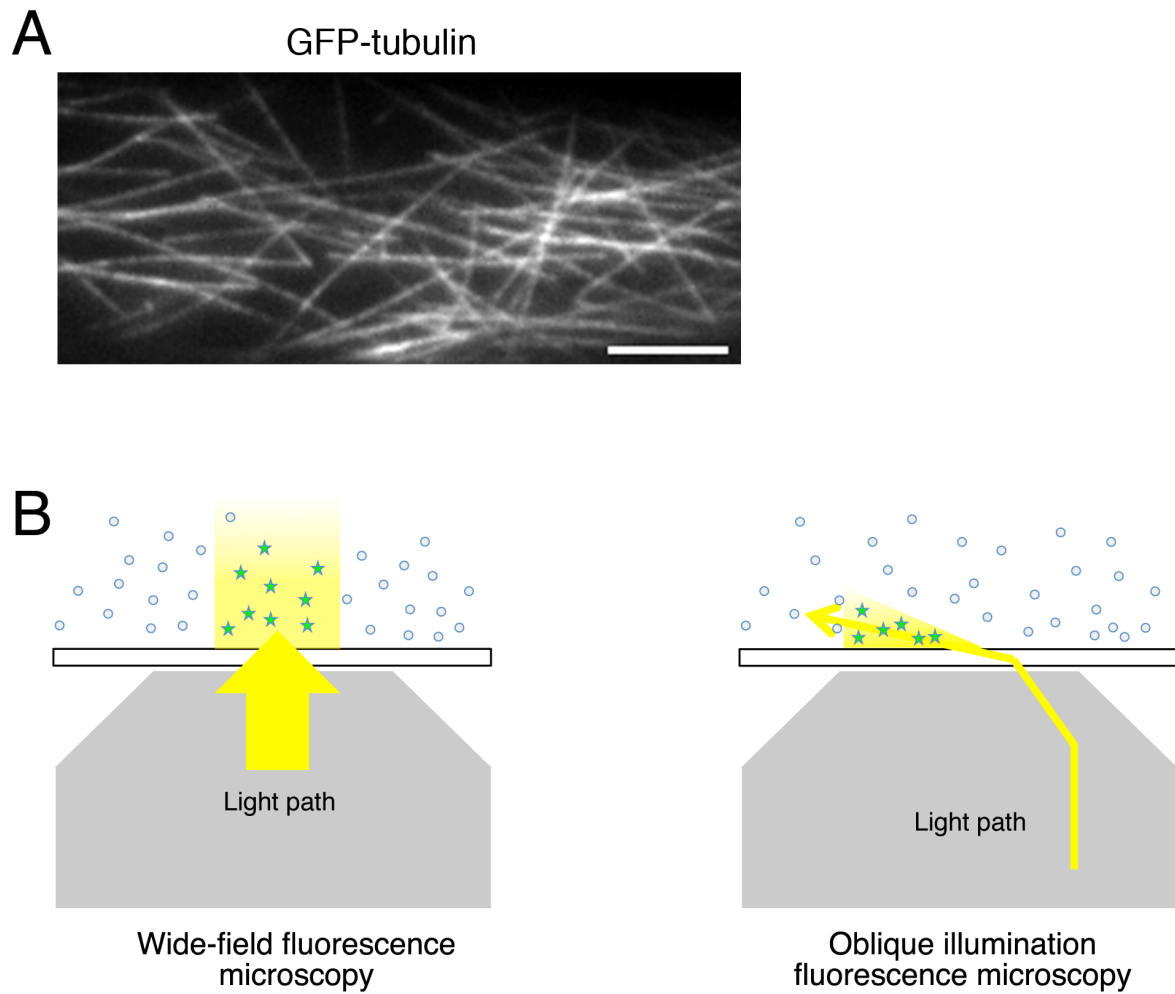 A
GFP-tubulin
B
Light path
Light path
Wide-field fluorescence
microscopy
Oblique illumination
fluorescence microscopy